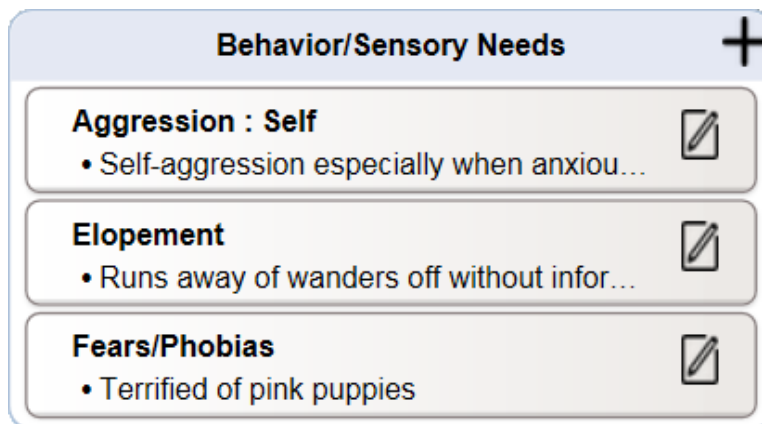 Behavior/Sensory Needs
Aggression : Self
• Self-aggression especially when anxiou...
Elopement
• Runs away of wanders off without infor...
Fears/Phobias
• Terrified of pink puppies